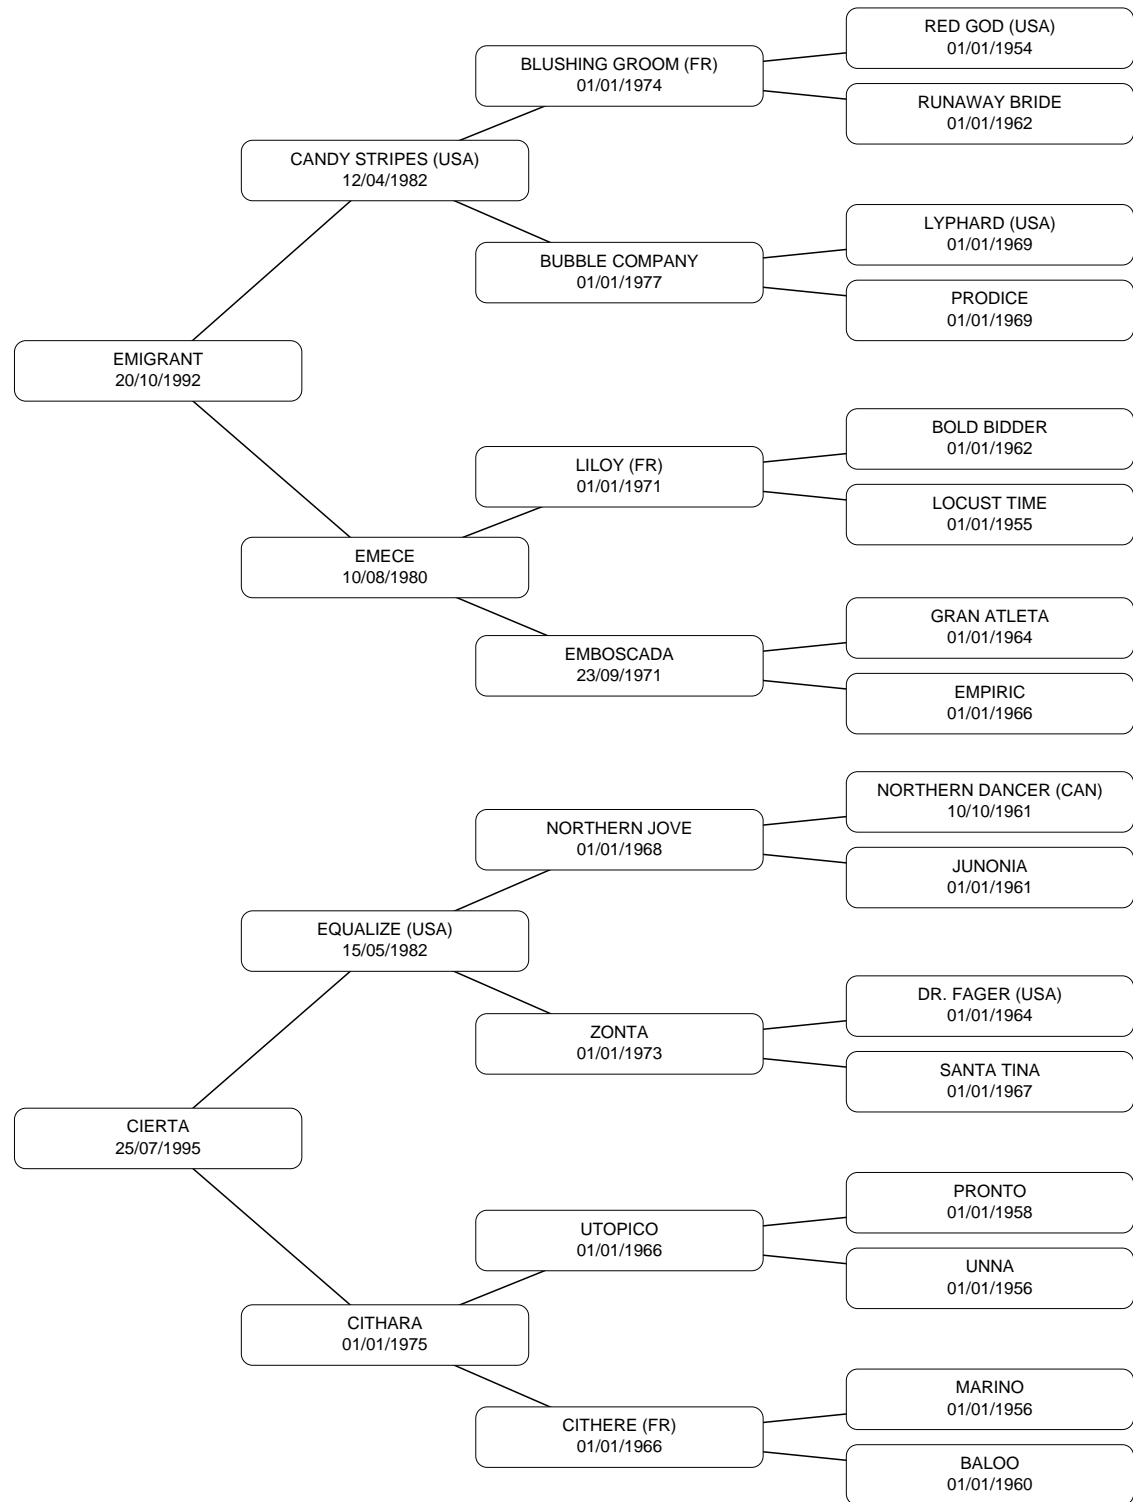 RED GOD (USA)
01/01/1954
BLUSHING GROOM (FR)
01/01/1974
RUNAWAY BRIDE
01/01/1962
CANDY STRIPES (USA)
12/04/1982
LYPHARD (USA)
01/01/1969
BUBBLE COMPANY
01/01/1977
PRODICE
01/01/1969
EMIGRANT
20/10/1992
BOLD BIDDER
01/01/1962
LILOY (FR)
01/01/1971
LOCUST TIME
01/01/1955
EMECE
10/08/1980
GRAN ATLETA
01/01/1964
EMBOSCADA
23/09/1971
EMPIRIC
01/01/1966
NORTHERN DANCER (CAN)
10/10/1961
NORTHERN JOVE
01/01/1968
JUNONIA
01/01/1961
EQUALIZE (USA)
15/05/1982
DR. FAGER (USA)
01/01/1964
ZONTA
01/01/1973
SANTA TINA
01/01/1967
CIERTA
25/07/1995
PRONTO
01/01/1958
UTOPICO
01/01/1966
UNNA
01/01/1956
CITHARA
01/01/1975
MARINO
01/01/1956
CITHERE (FR)
01/01/1966
BALOO
01/01/1960